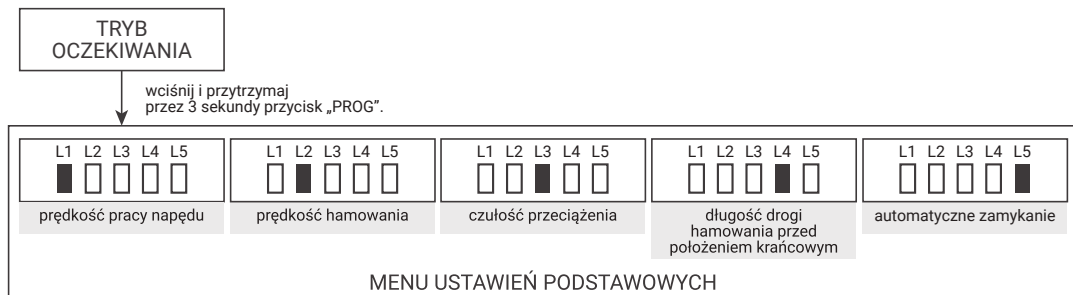 TRYB
OCZEKIWANIA
wciśnij i przytrzymaj
przez 3 sekundy przycisk „PROG”.
L1 L2 L3 L4 L5
prędkość pracy napędu
L1 L2 L3 L4 L5
prędkość hamowania
L1 L2 L3 L4 L5
czułość przeciążenia
L1 L2 L3 L4 L5
długość drogi
hamowania przed
położeniem krańcowym
L1 L2 L3 L4 L5
automatyczne zamykanie
MENU USTAWIEŃ PODSTAWOWYCH